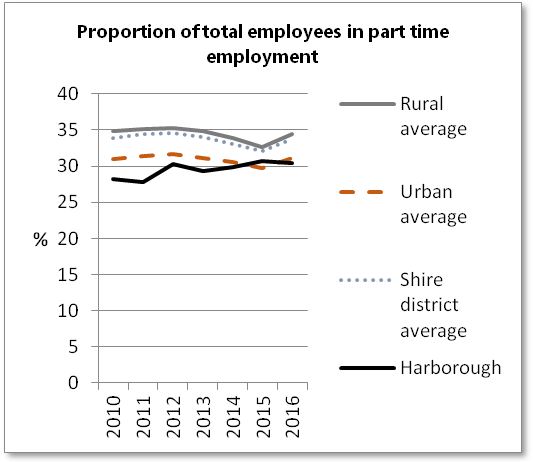 Proportion of total employees in part time
employment
40
35
30
25
20
15
10
5
0
%
2010
2011
2012
2013
2014
2015
2016
Rural
average
Urban
average
Shire
district
average
Harborough